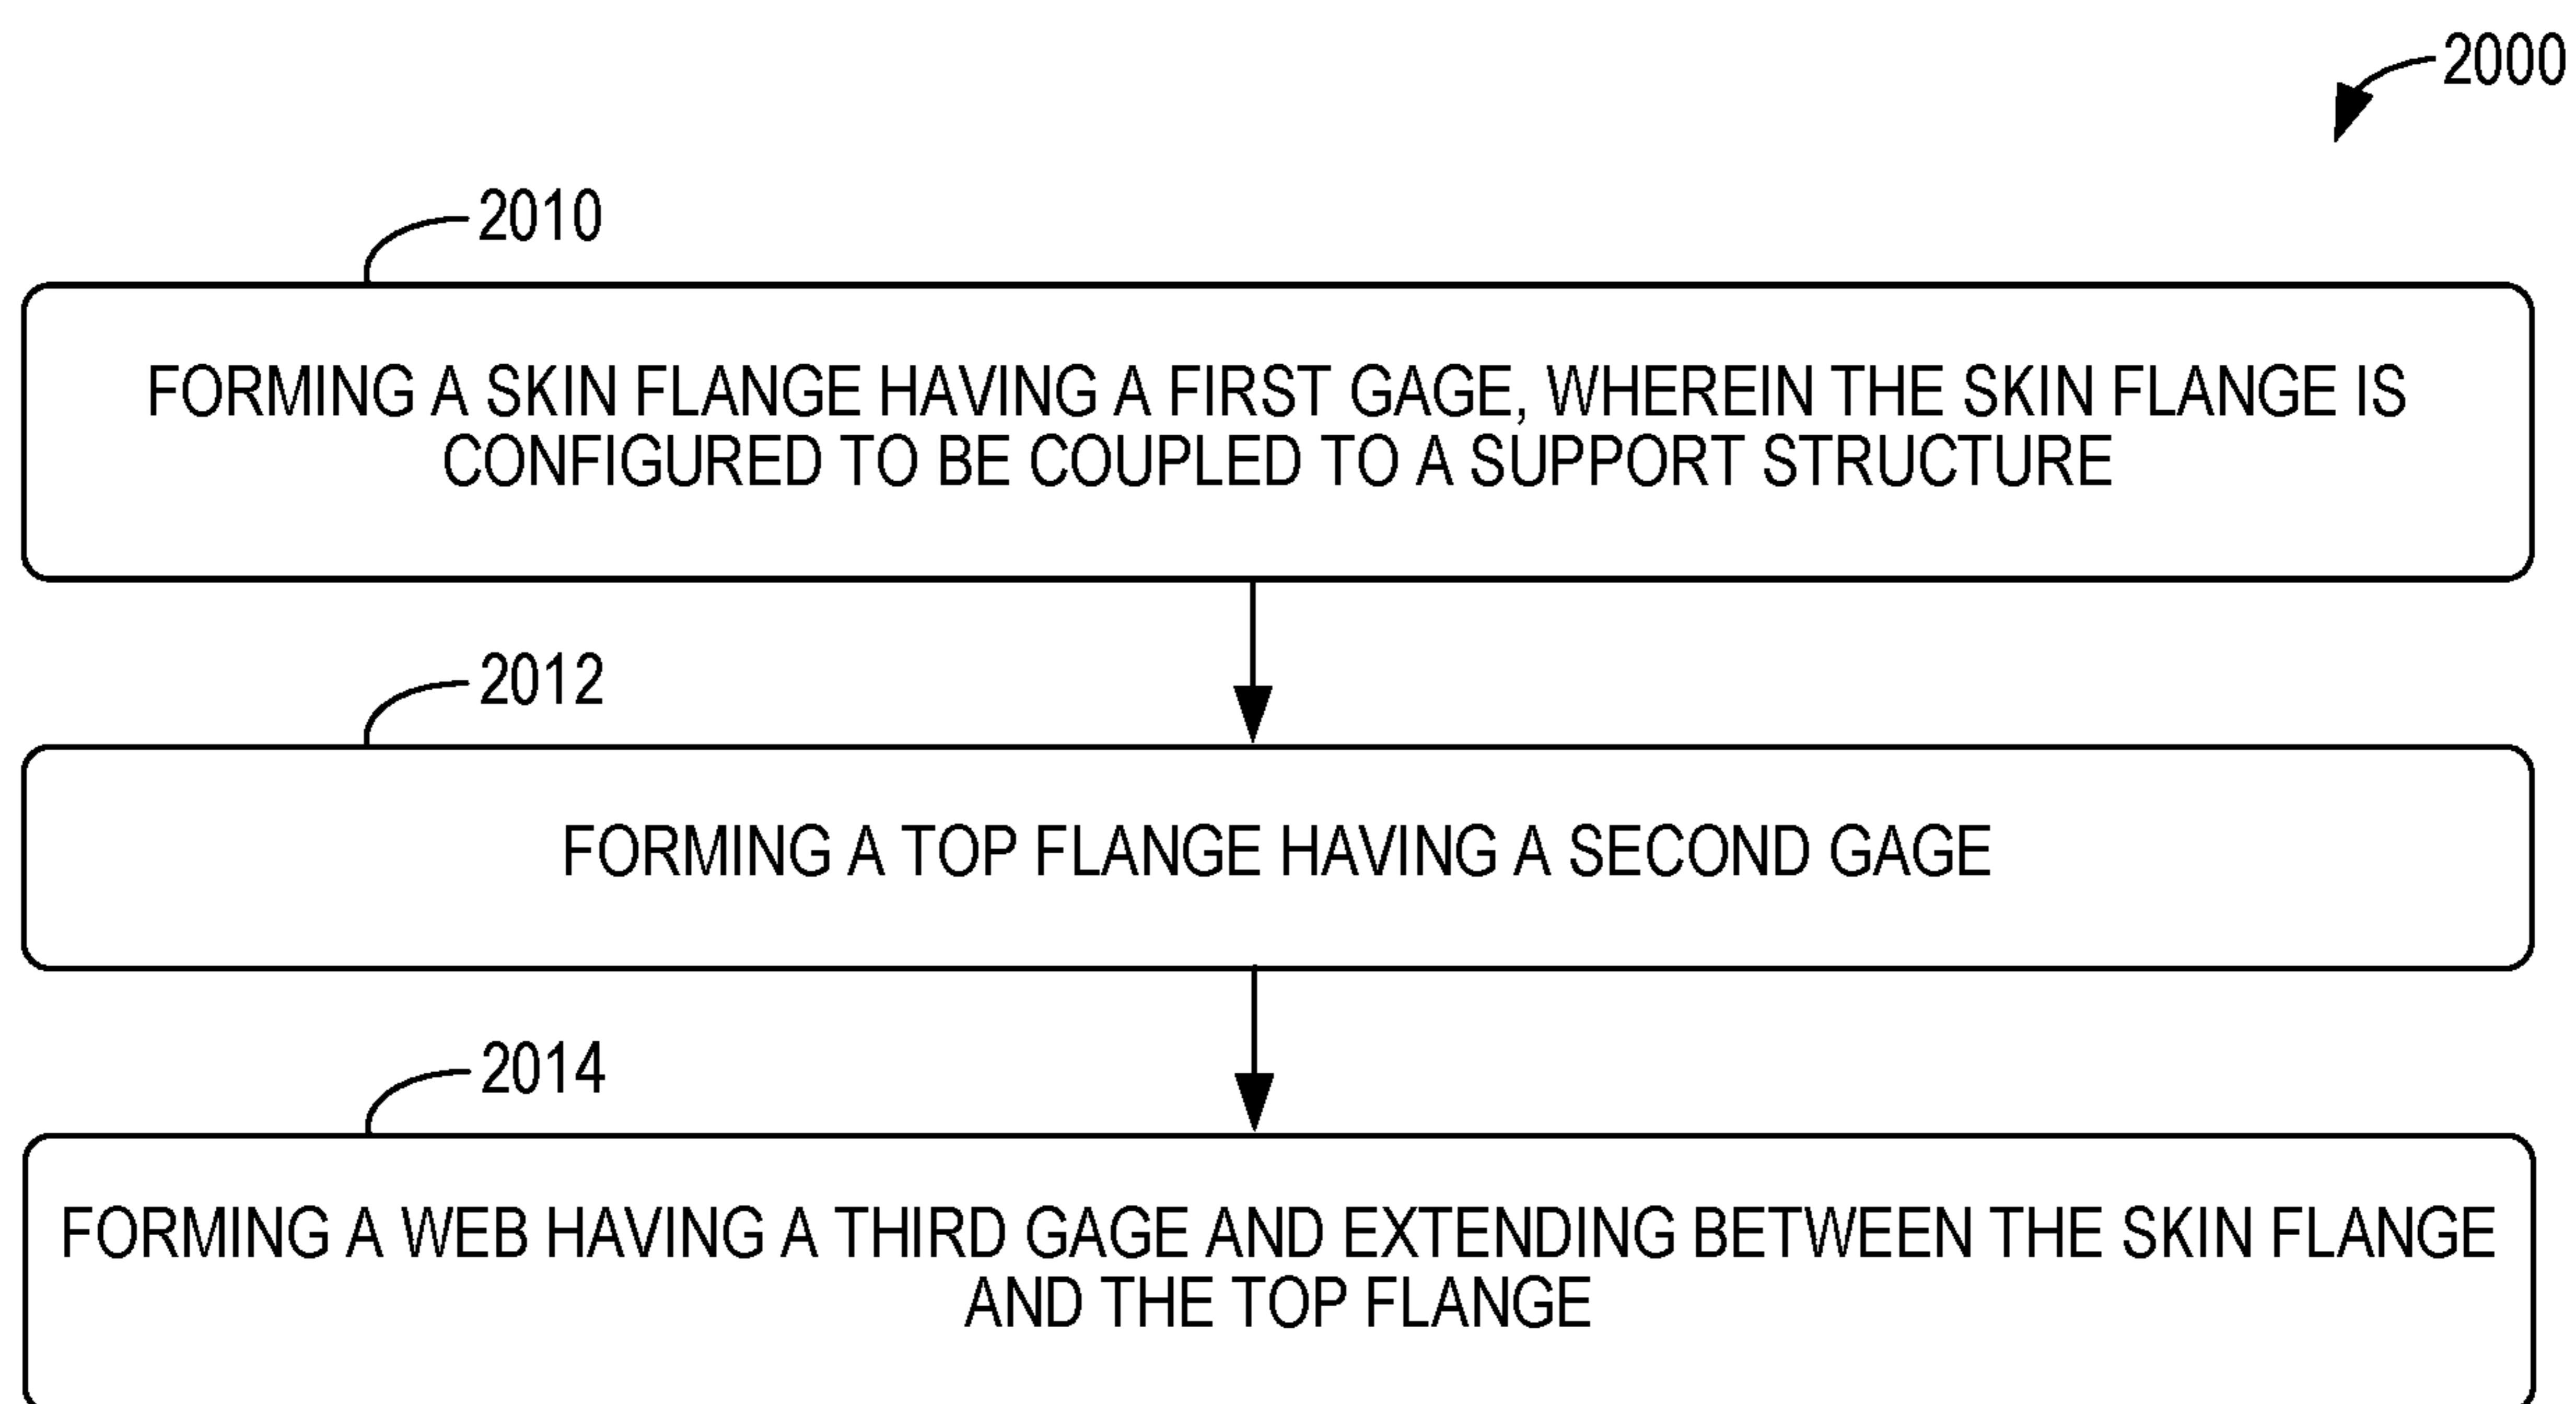 2000
2010
FORMING A SKIN FLANGE HAVING A FIRST GAGE, WHEREIN THE SKIN FLANGE IS
CONFIGURED TO BE COUPLED TO A SUPPORT STRUCTURE
2012
FORMING A TOP FLANGE HAVING A SECOND GAGE
2014
FORMING A WEB HAVING A THIRD GAGE AND EXTENDING BETWEEN THE SKIN FLANGE
AND THE TOP FLANGE